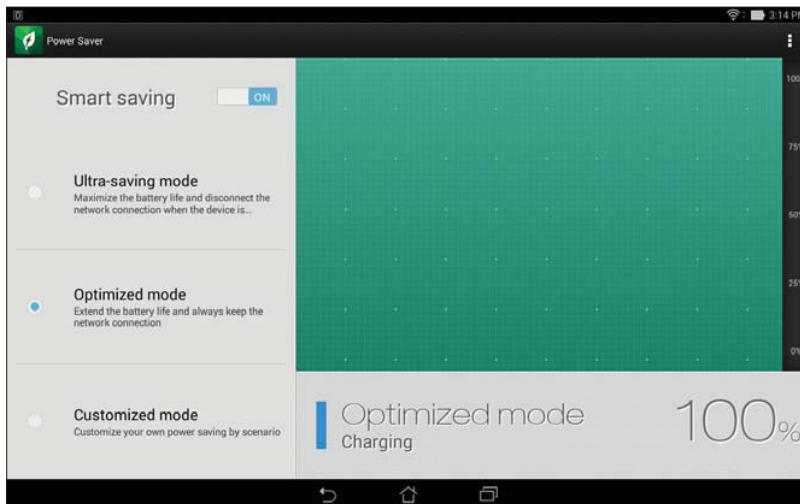 3:14 PM
Power Saver
Smart saving
ON
Ultra-saving mode
Maximize the battery life and disconnect the
network connection when the device is...
Optimized mode
Extend the battery life and always keep the
network connection
Customized mode
Customize your own power saving by scenario
100%
75%
50%
25%
0%
Optimized mode
Charging
100%